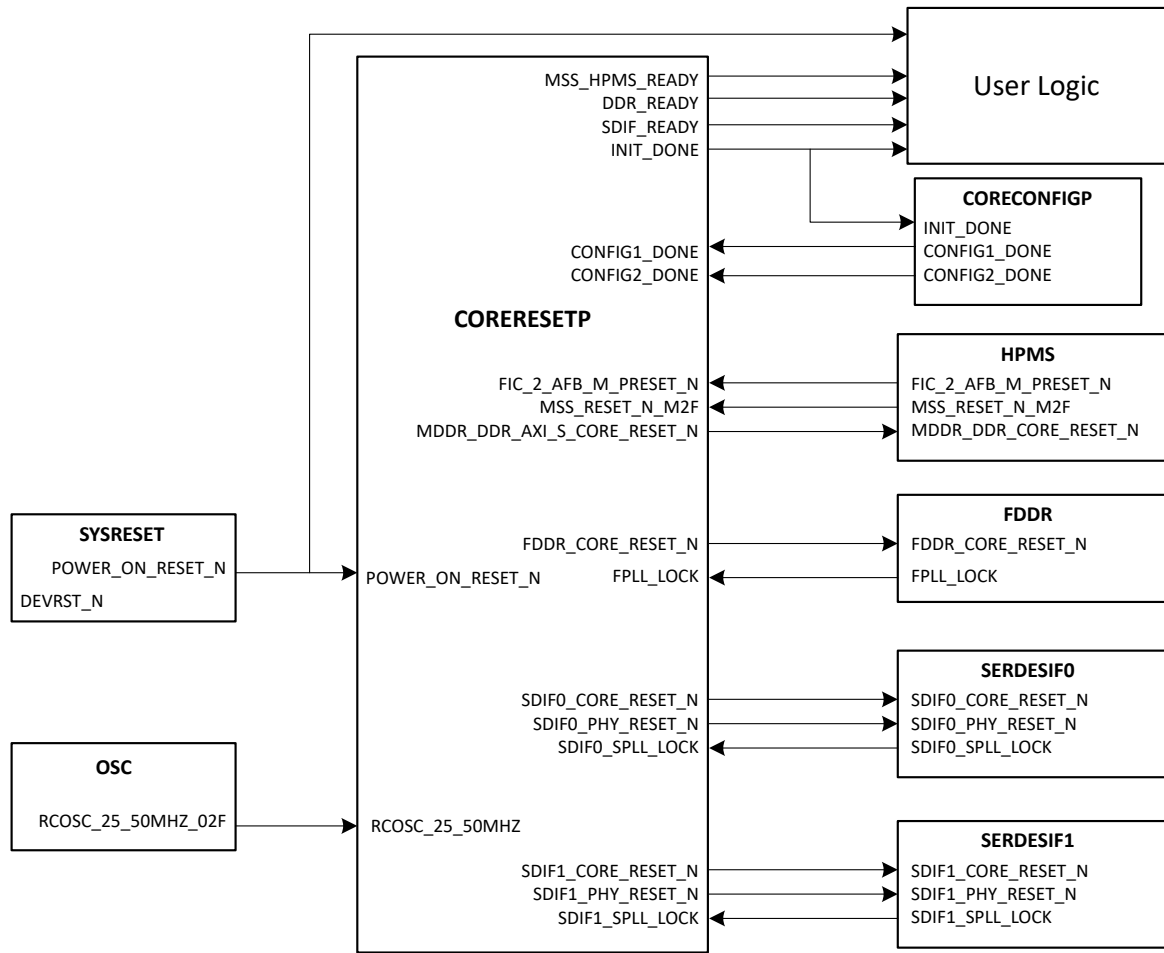 User Logic
MSS_HPMS_READY
DDR_READY
SDIF_READY
INIT_DONE
CONFIG1_DONE
CONFIG2_DONE
CORERESETP
FIC_2_AFB_M_PRESET_N
MSS_RESET_N_M2F
MDDR_DDR_AXI_S_CORE_RESET_N
FDDR_CORE_RESET_N
POWER_ON_RESET_N
FPLL_LOCK
SDIF0_CORE_RESET_N
SDIF0_PHY_RESET_N
SDIF0_SPLL_LOCK
RCOSC_25_50MHZ
SDIF1_CORE_RESET_N
SDIF1_PHY_RESET_N
SDIF1_SPLL_LOCK
CORECONFIGP
INIT_DONE
CONFIG1_DONE
CONFIG2_DONE
HPMS
FIC_2_AFB_M_PRESET_N
MSS_RESET_N_M2F
MDDR_DDR_CORE_RESET_N
FDDR
FDDR_CORE_RESET_N
FPLL_LOCK
SERDESIF0
SDIF0_CORE_RESET_N
SDIF0_PHY_RESET_N
SDIF0_SPLL_LOCK
SERDESIF1
SDIF1_CORE_RESET_N
SDIF1_PHY_RESET_N
SDIF1_SPLL_LOCK
SYSRESET
POWER_ON_RESET_N
DEVRST_N
OSC
RCOSC_25_50MHZ_02F